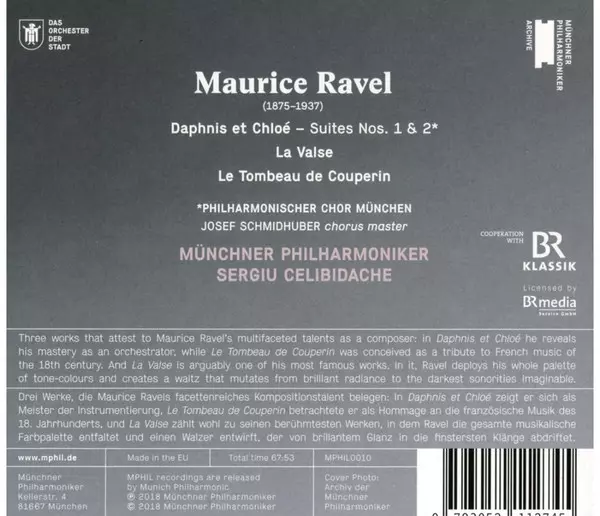 DAS
ORCHESTER
DER
STADT
MÜNCHNER
PHILHARMONIKER
ARCHIVE
Maurice Ravel
(1875–1937)
Daphnis et Chloé – Suites Nos. 1 & 2*
La Valse
Le Tombeau de Couperin
*PHILHARMONISCHER CHOR MÜNCHEN
JOSEF SCHMIDHUBER chorus master
MÜNCHNER PHILHARMONIKER
SERGIU CELIBIDACHE
COOPERATION
WITH
BR
KLASSIK
Licensed by
BRmedia
Service GmbH
Three works that attest to Maurice Ravel's multifaceted talents as a composer: in Daphnis et Chloé he reveals
his mastery as an orchestrator, while Le Tombeau de Couperin was conceived as a tribute to French music of
the 18th century. And La Valse is arguably one of his most famous works. In it, Ravel deploys his whole palette
of tone-colours and creates a waltz that mutates from brilliant radiance to the darkest sonorities imaginable.
Drei Werke, die Maurice Ravels facettenreiches Kompositionstalent belegen: In Daphnis et Chloé zeigt er sich als
Meister der Instrumentierung, Le Tombeau de Couperin betrachtete er als Hommage an die französische Musik des
18. Jahrhunderts, und La Valse zählt wohl zu seinen berühmtesten Werken, in dem Ravel die gesamte musikalische
Farbpalette entfaltet und einen Walzer entwirft, der von brillantem Glanz in die finstersten Klänge abdriftet.
www.mphil.de
Made in the EU
Total time 67:53
MPHIL0010
Münchner
Philharmoniker
Kellerstr. 4
81667 München
MPHIL recordings are released
by Munich Philharmonic
℗ 2018 Münchner Philharmoniker
© 2018 Münchner Philharmoniker
Cover Photo:
Archiv der
Münchner
Philharmoniker